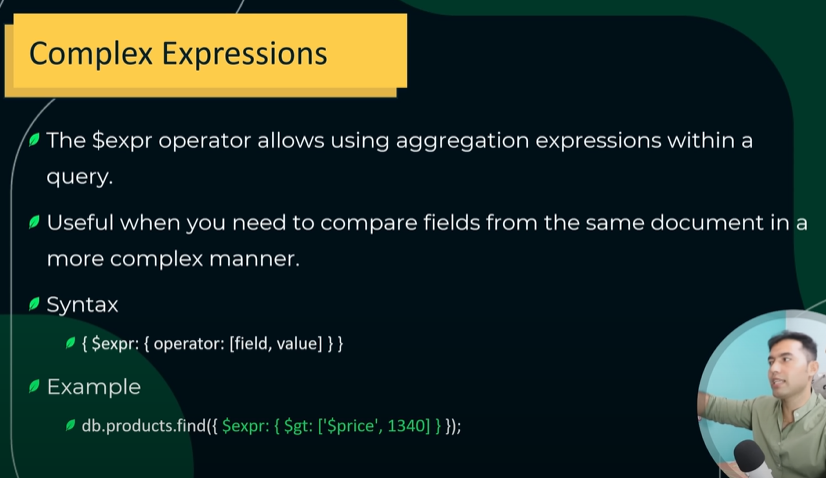 Complex Expressions
The $expr operator allows using aggregation expressions within a
query.
Useful when you need to compare fields from the same document in a
more complex manner.
Syntax
{ $expr: { operator: [field, value] } }
Example
db.products.find({ $expr: { $gt: ['$price', 1340] } });